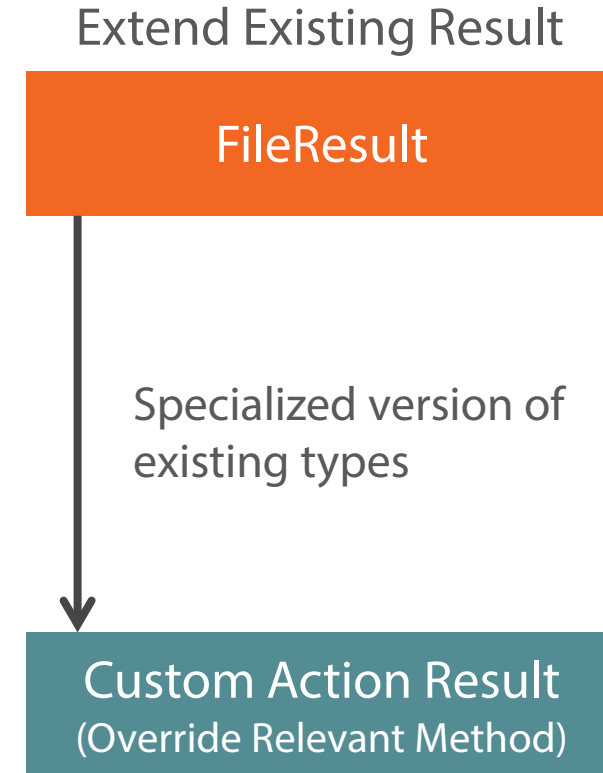 Extend Existing Result
FileResult
Specialized version of
existing types
Custom Action Result
(Override Relevant Method)